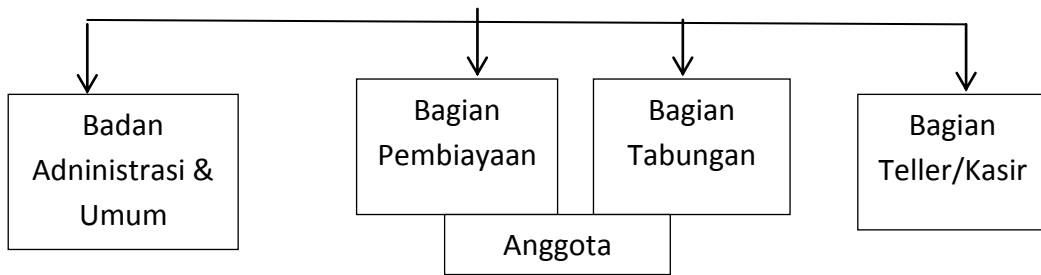 Badan
Adninistrasi &
Umum
Bagian
Pembiayaan
Bagian
Tabungan
Bagian
Teller/Kasir
Anggota